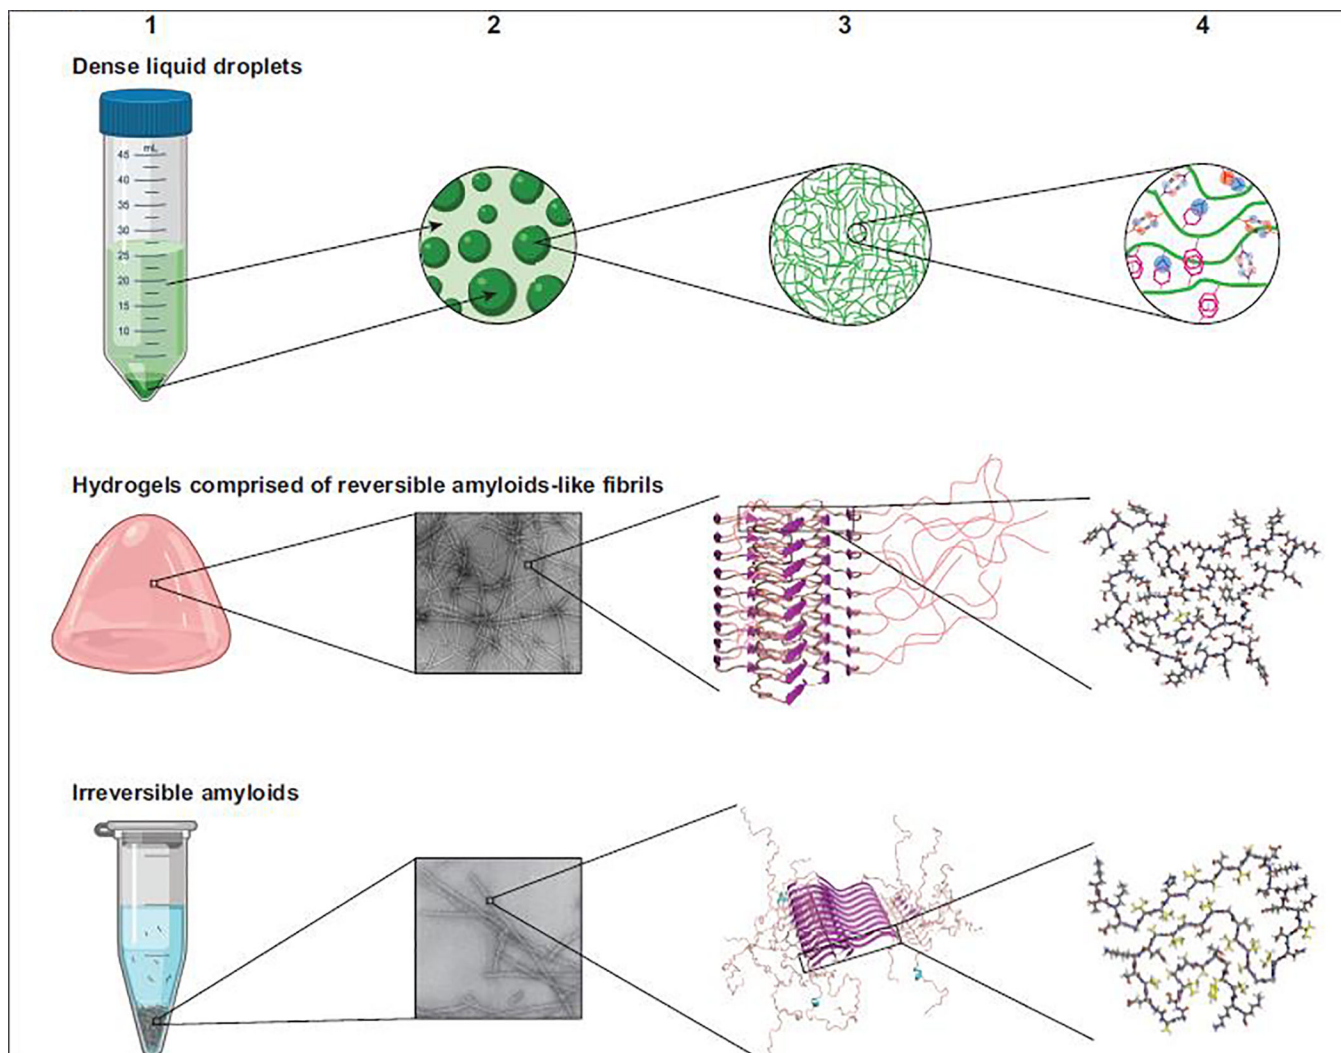 1 2 3 4
Dense liquid droplets
mL
45
40
35
30
25
20
15
10
Hydrogels comprised of reversible amyloids-like fibrils
Irreversible amyloids